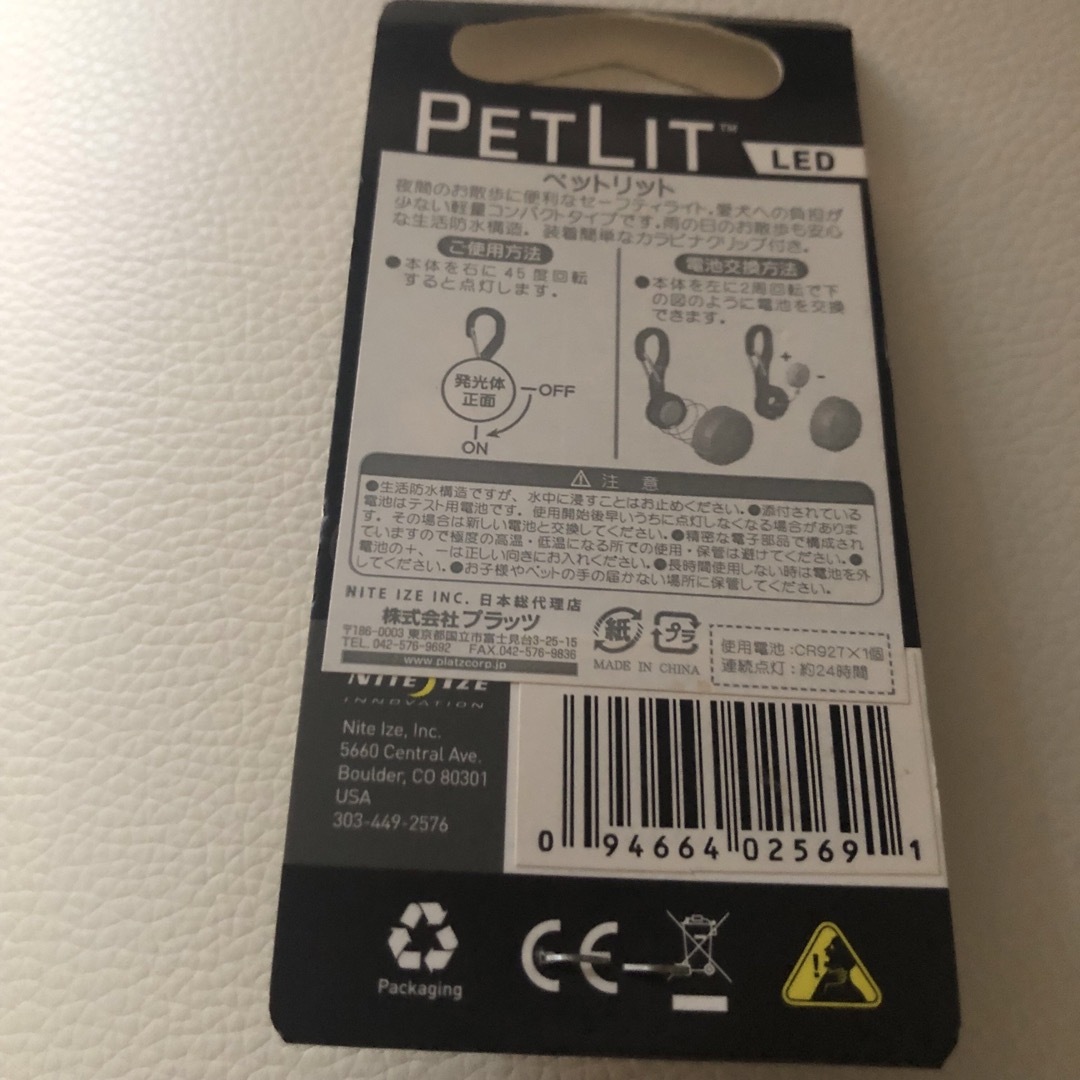 PETLIT™
LED
ペットリット
夜間のお散歩に便利なセーフティライト。愛犬への負担が
少ない軽量コンパクトタイプです。雨の日のお散歩も安心
な生活防水構造。装着簡単なカラビナクリップ付き。
ご使用方法
●本体を右に45度回転
すると点灯します。
発光体
正面
OFF
ON
電池交換方法
●本体を左に2周回転で下
の図のように電池を交換
できます。
+
-
⚠ 注 意
●生活防水構造ですが、水中に浸すことはお止めください。●添付されている
電池はテスト用電池です。使用開始後早いうちに点灯しなくなる場合がありま
す。その場合は新しい電池と交換してください。●精密な電子部品で構成され
ていますので極度の高温・低温になる所での使用・保管は避けてください。●
電池の＋、－は正しい向きにお入れください。●長時間使用しない時は電池を外
してください。●お子様やペットの手の届かない場所に保管してください。
NITE IZE INC. 日本総代理店
株式会社プラッツ
〒186-0003 東京都国立市富士見台3-25-15
TEL.042-576-9692 FAX.042-576-9836
www.platzcorp.jp
紙
プラ
MADE IN CHINA
使用電池：CR927×1個
連続点灯：約24時間
NITE IZE
INNOVATION
Nite Ize, Inc.
5660 Central Ave.
Boulder, CO 80301
USA
303-449-2576
0 94664 02569 1
Packaging
CE
!